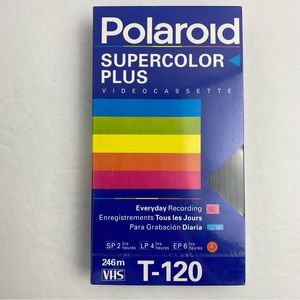 Polaroid
SUPERCOLOR
PLUS
VIDEOCASSETTE
Everyday Recording
Enregistrements Tous les Jours
Para Grabación Diaria
SP 2 hrs heures LP 4 hrs heures EP 6 hrs heures
246m
VHS T-120